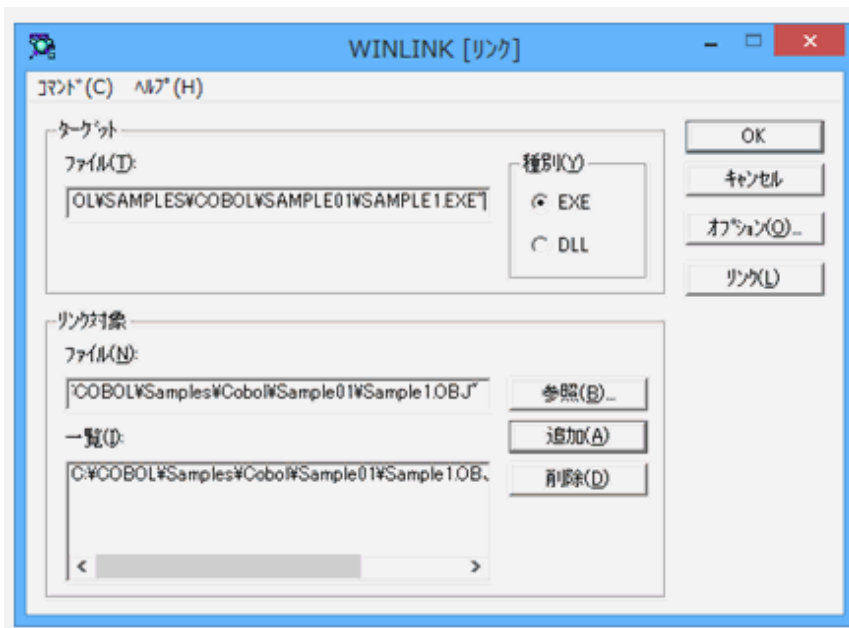 WINLINK [リンク]
コマンド(C) ヘルプ(H)
ターゲット
ファイル(T):
OL¥SAMPLES¥COBOL¥SAMPLE01¥SAMPLE1.EXE"
種別(Y)
EXE
DLL
OK
キャンセル
オプション(O)...
リンク(L)
リンク対象
ファイル(N):
COBOL¥Samples¥Cobol¥Sample01¥Sample1.OBJ"
参照(B)...
一覧(I):
追加(A)
C:¥COBOL¥Samples¥Cobol¥Sample01¥Sample1.OB
削除(D)